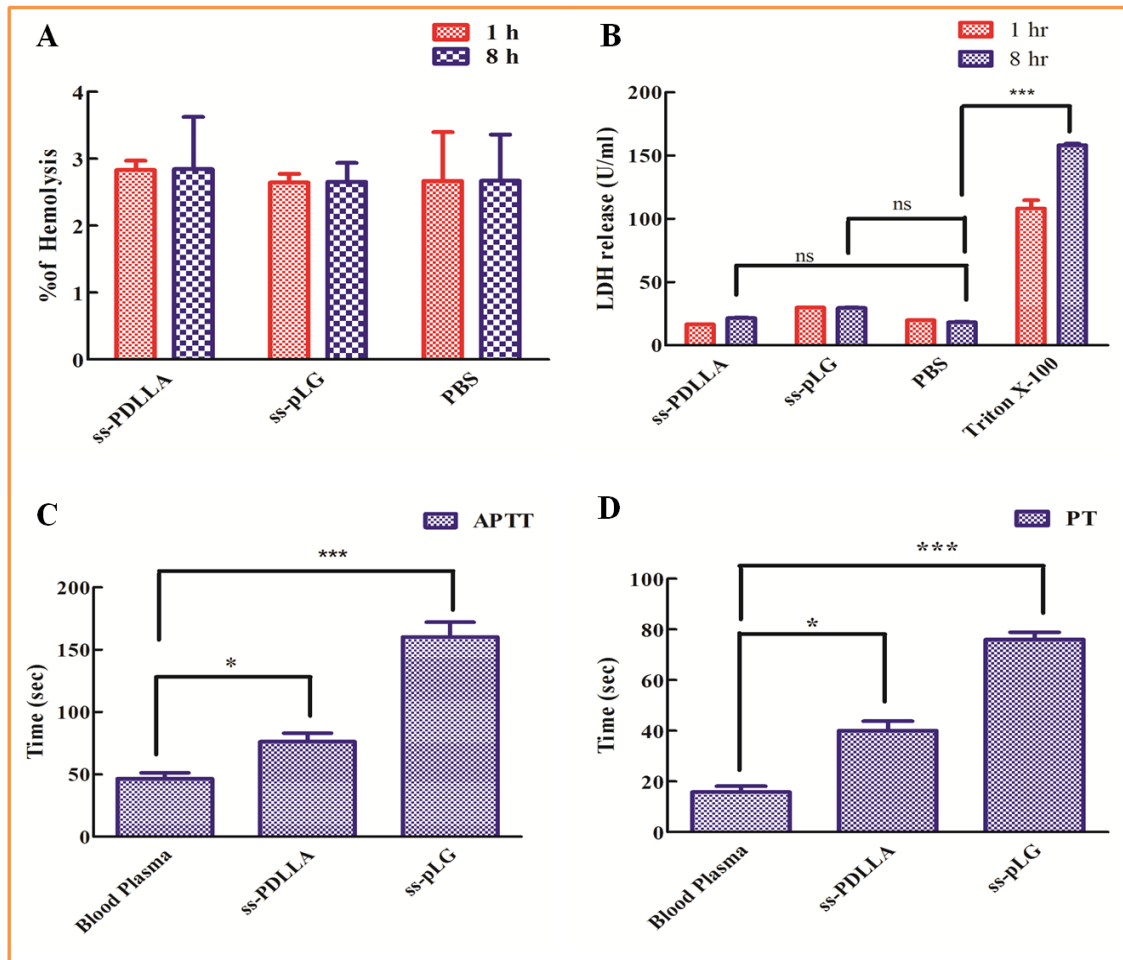 A
1 h
8 h
%of Hemolysis
4
3
2
1
0
ss-PDLLA
ss-pLG
PBS
B
1 hr
8 hr
LDH release (U/ml)
200
150
100
50
0
***
ns
ns
ss-PDLLA
ss-pLG
PBS
Triton X-100
C
APTT
Time (sec)
200
150
100
50
0
***
*
Blood Plasma
ss-PDLLA
ss-pLG
D
PT
Time (sec)
100
80
60
40
20
0
***
*
Blood Plasma
ss-PDLLA
ss-pLG